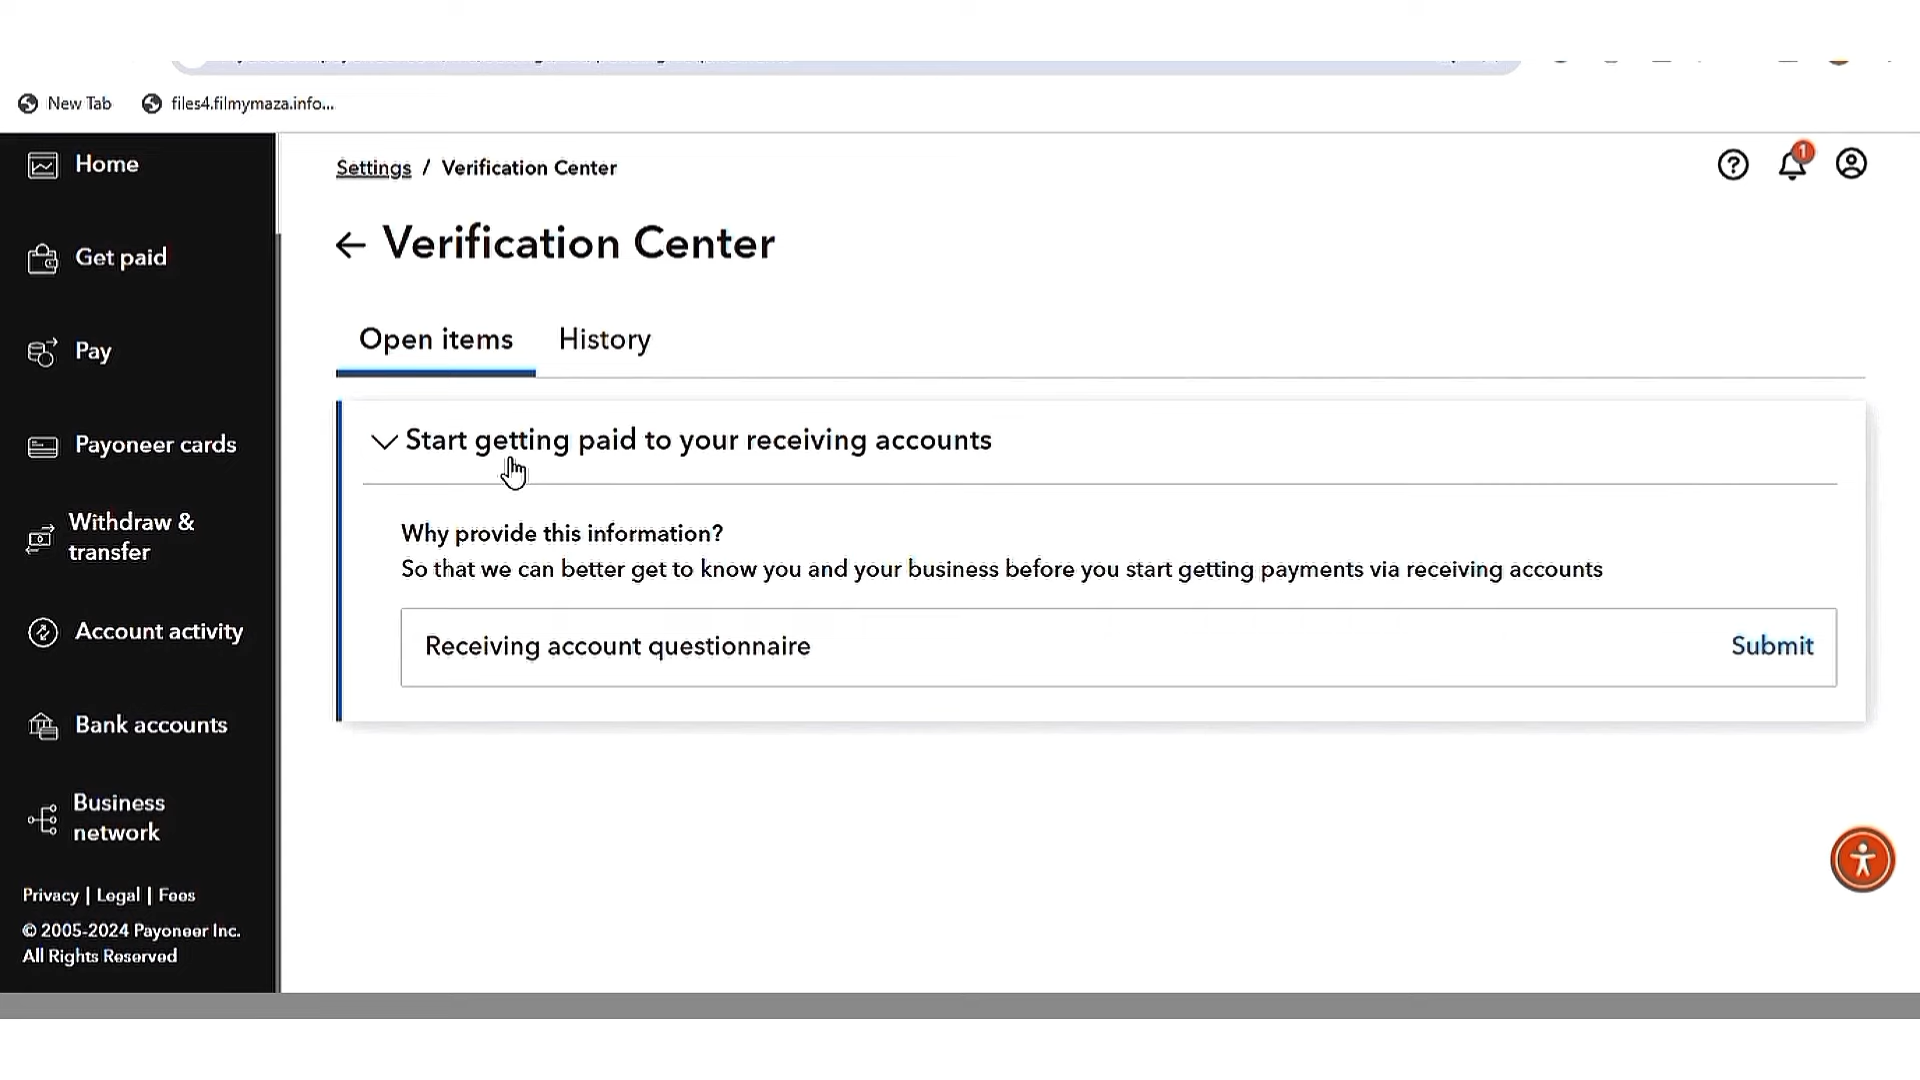 New Tab
files4.filmymaza.info...
Home
Get paid
Pay
Payoneer cards
Withdraw &
transfer
Account activity
Bank accounts
Business
network
Privacy | Legal | Fees
© 2005-2024 Payoneer Inc.
All Rights Reserved
Settings / Verification Center
1
Verification Center
Open items
History
Start getting paid to your receiving accounts
Why provide this information?
So that we can better get to know you and your business before you start getting payments via receiving accounts
Receiving account questionnaire
Submit